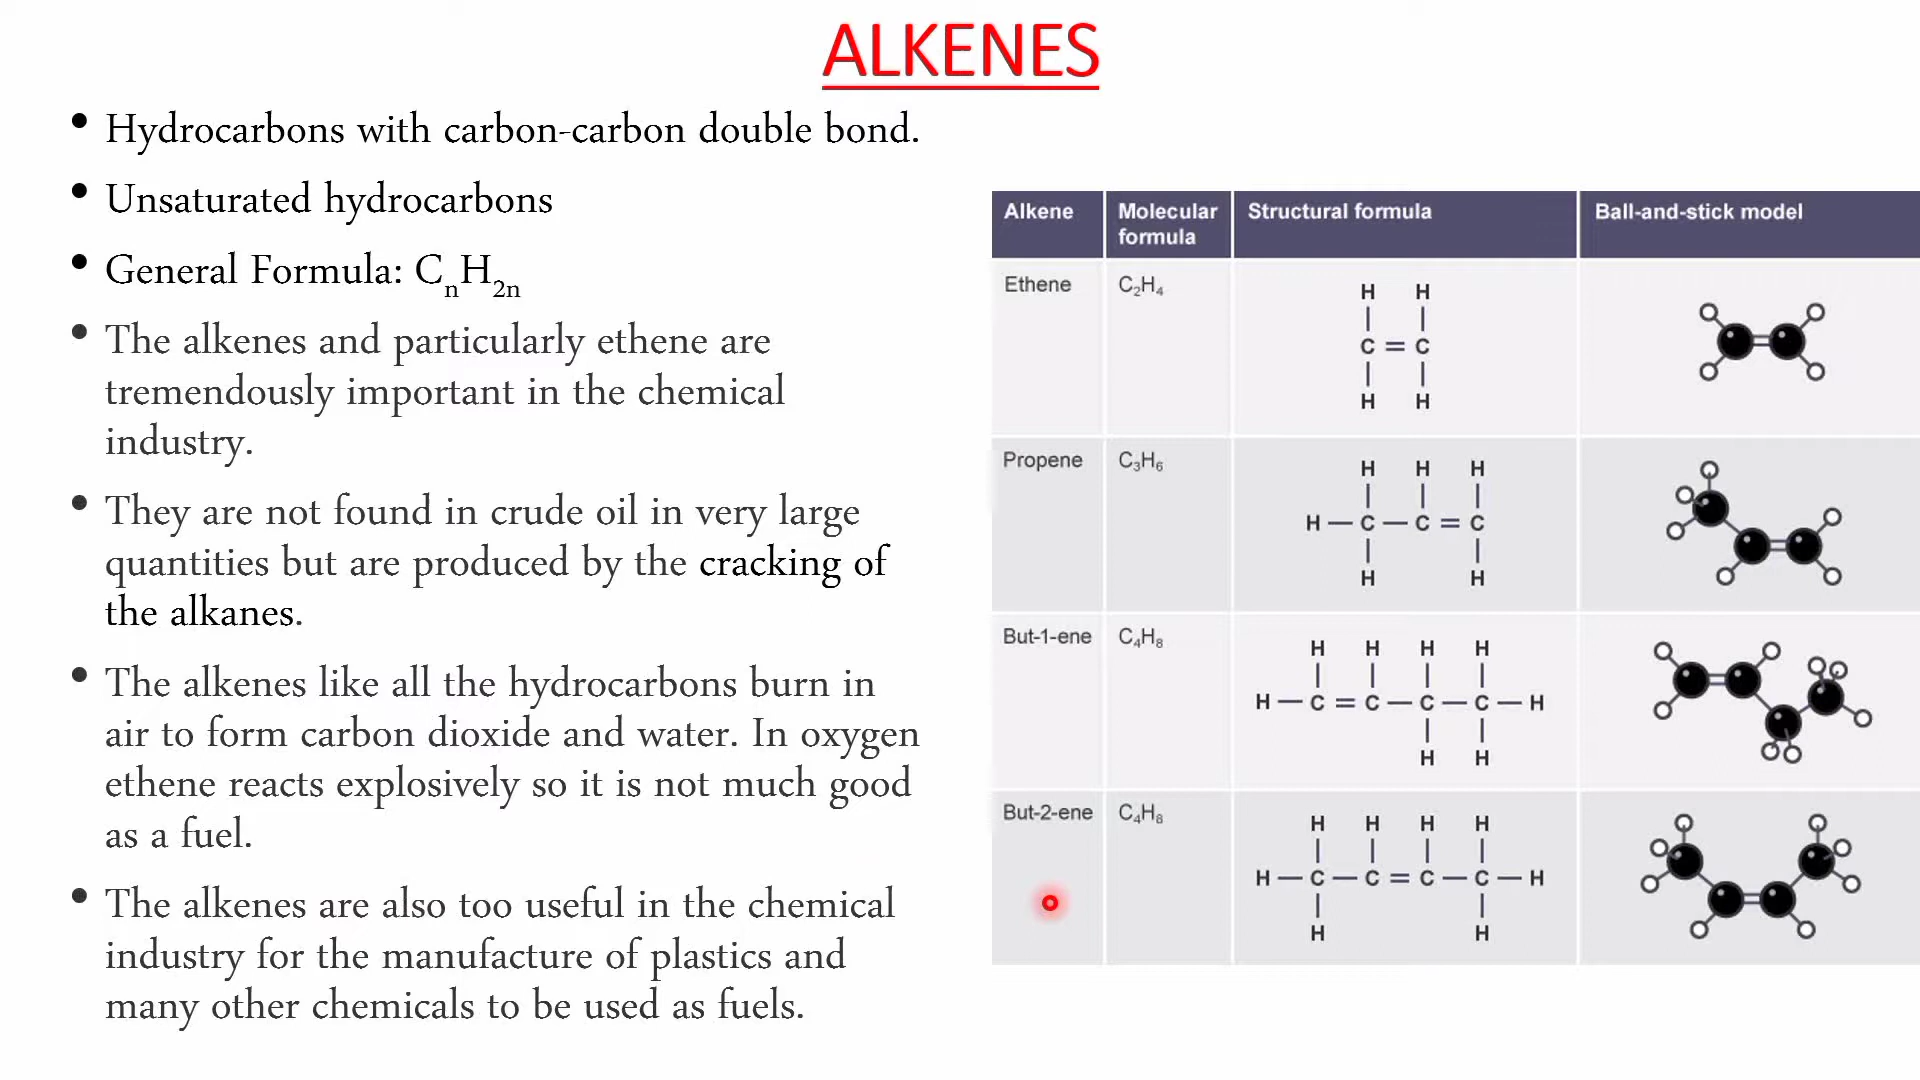 ALKENES
• Hydrocarbons with carbon-carbon double bond.
• Unsaturated hydrocarbons
• General Formula: CₙH₂ₙ
• The alkenes and particularly ethene are
tremendously important in the chemical
industry.
• They are not found in crude oil in very large
quantities but are produced by the cracking of
the alkanes.
• The alkenes like all the hydrocarbons burn in
air to form carbon dioxide and water. In oxygen
ethene reacts explosively so it is not much good
as a fuel.
• The alkenes are also too useful in the chemical
industry for the manufacture of plastics and
many other chemicals to be used as fuels.
Alkene Molecular formula Structural formula Ball-and-stick model
Ethene C₂H₄
H H
C = C
H H
Propene C₃H₆
H H H
H — C — C = C
H H
But-1-ene C₄H₈
H H H H
H — C = C — C — C — H
H H
But-2-ene C₄H₈
H H H H
H — C — C = C — C — H
H H